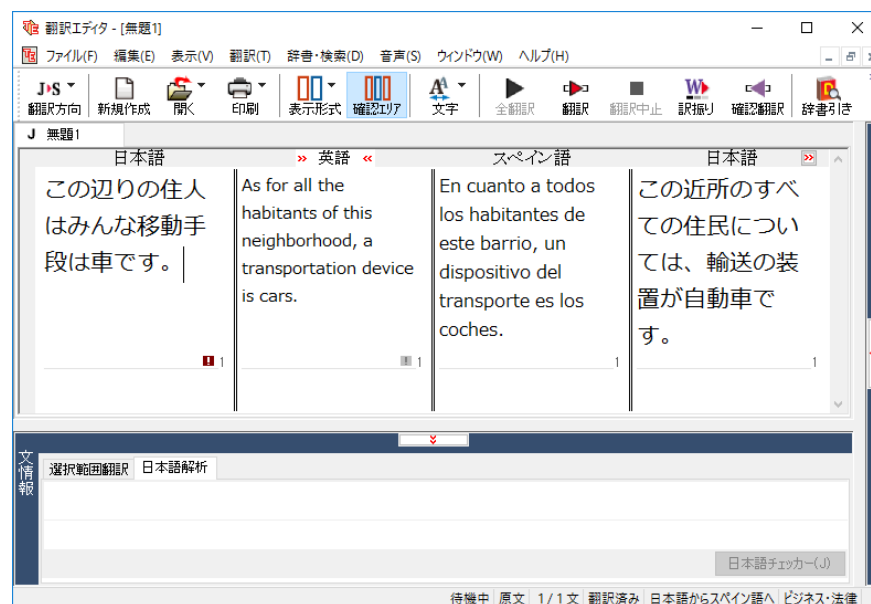 翻訳エディタ - [無題1]
ファイル(F) 編集(E) 表示(V) 翻訳(T) 辞書・検索(D) 音声(S) ウィンドウ(W) ヘルプ(H)
J▸S
翻訳方向 新規作成 開く 印刷 表示形式 確認エリア 文字 全翻訳 翻訳 翻訳中止 訳振り 確認翻訳 辞書引き
J 無題1
日本語
この辺りの住人
はみんな移動手
段は車です。
1
» 英語 «
As for all the
habitants of this
neighborhood, a
transportation device
is cars.
1
スペイン語
En cuanto a todos
los habitantes de
este barrio, un
dispositivo del
transporte es los
coches.
1
日本語 »
この近所のすべ
ての住民につい
ては、輸送の装
置が自動車で
す。
1
文情報
選択範囲翻訳 日本語解析
日本語チェッカー(J)
待機中 原文 1/1文 翻訳済み 日本語からスペイン語へ ビジネス・法律